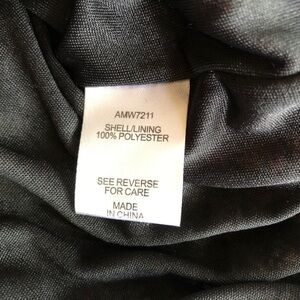 AMW7211
SHELL/LINING
100% POLYESTER
SEE REVERSE
FOR CARE
MADE
IN CHINA